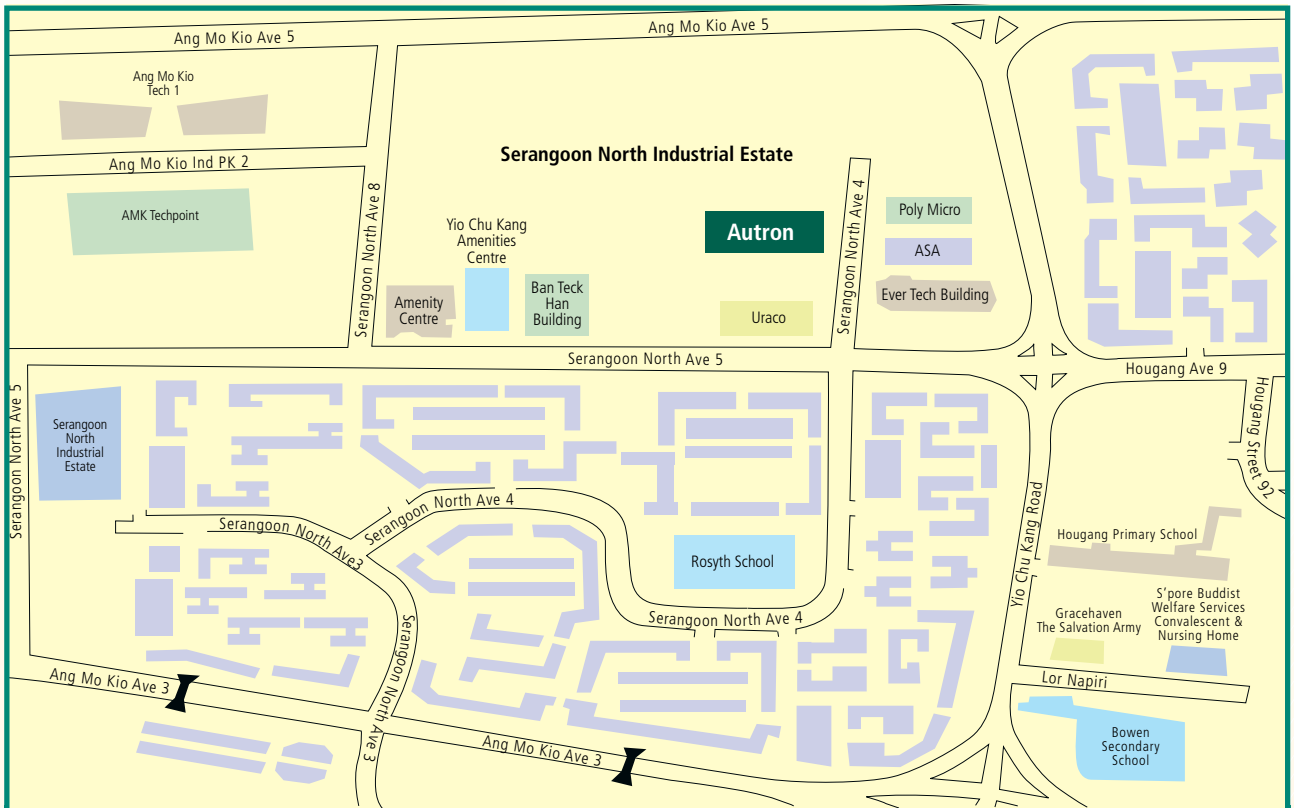 Ang Mo Kio Ave 5
Ang Mo Kio Ave 5
Ang Mo Kio
Tech 1
Ang Mo Kio Ind PK 2
Serangoon North Industrial Estate
AMK Techpoint
Serangoon North Ave 8
Yio Chu Kang
Amenities
Centre
Autron
Serangoon North Ave 4
Poly Micro
ASA
Ever Tech Building
Amenity
Centre
Ban Teck
Han
Building
Uraco
Serangoon North Ave 5
Hougang Ave 9
Serangoon North Ave 5
Serangoon
North
Industrial
Estate
Hougang Street 92
Serangoon North Ave3
Serangoon North Ave 4
Rosyth School
Yio Chu Kang Road
Hougang Primary School
S'pore Buddist
Welfare Services
Convalescent &
Nursing Home
Gracehaven
The Salvation Army
Serangoon North Ave 4
Serangoon North Ave 3
Ang Mo Kio Ave 3
Lor Napiri
Ang Mo Kio Ave 3
Bowen
Secondary
School